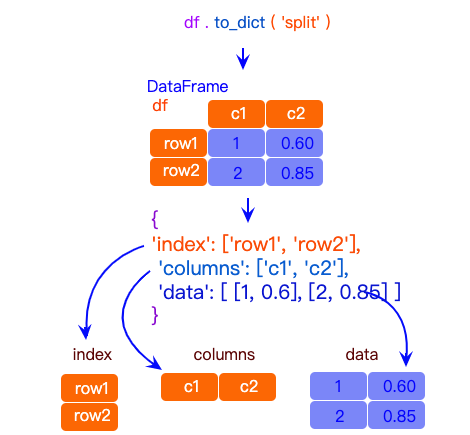 df . to_dict ( 'split' )
DataFrame
df
c1 c2
row1 1 0.60
row2 2 0.85
{
'index': ['row1', 'row2'],
'columns': ['c1', 'c2'],
'data': [ [1, 0.6], [2, 0.85] ]
}
index columns data
row1 c1 c2 1 0.60
row2 2 0.85